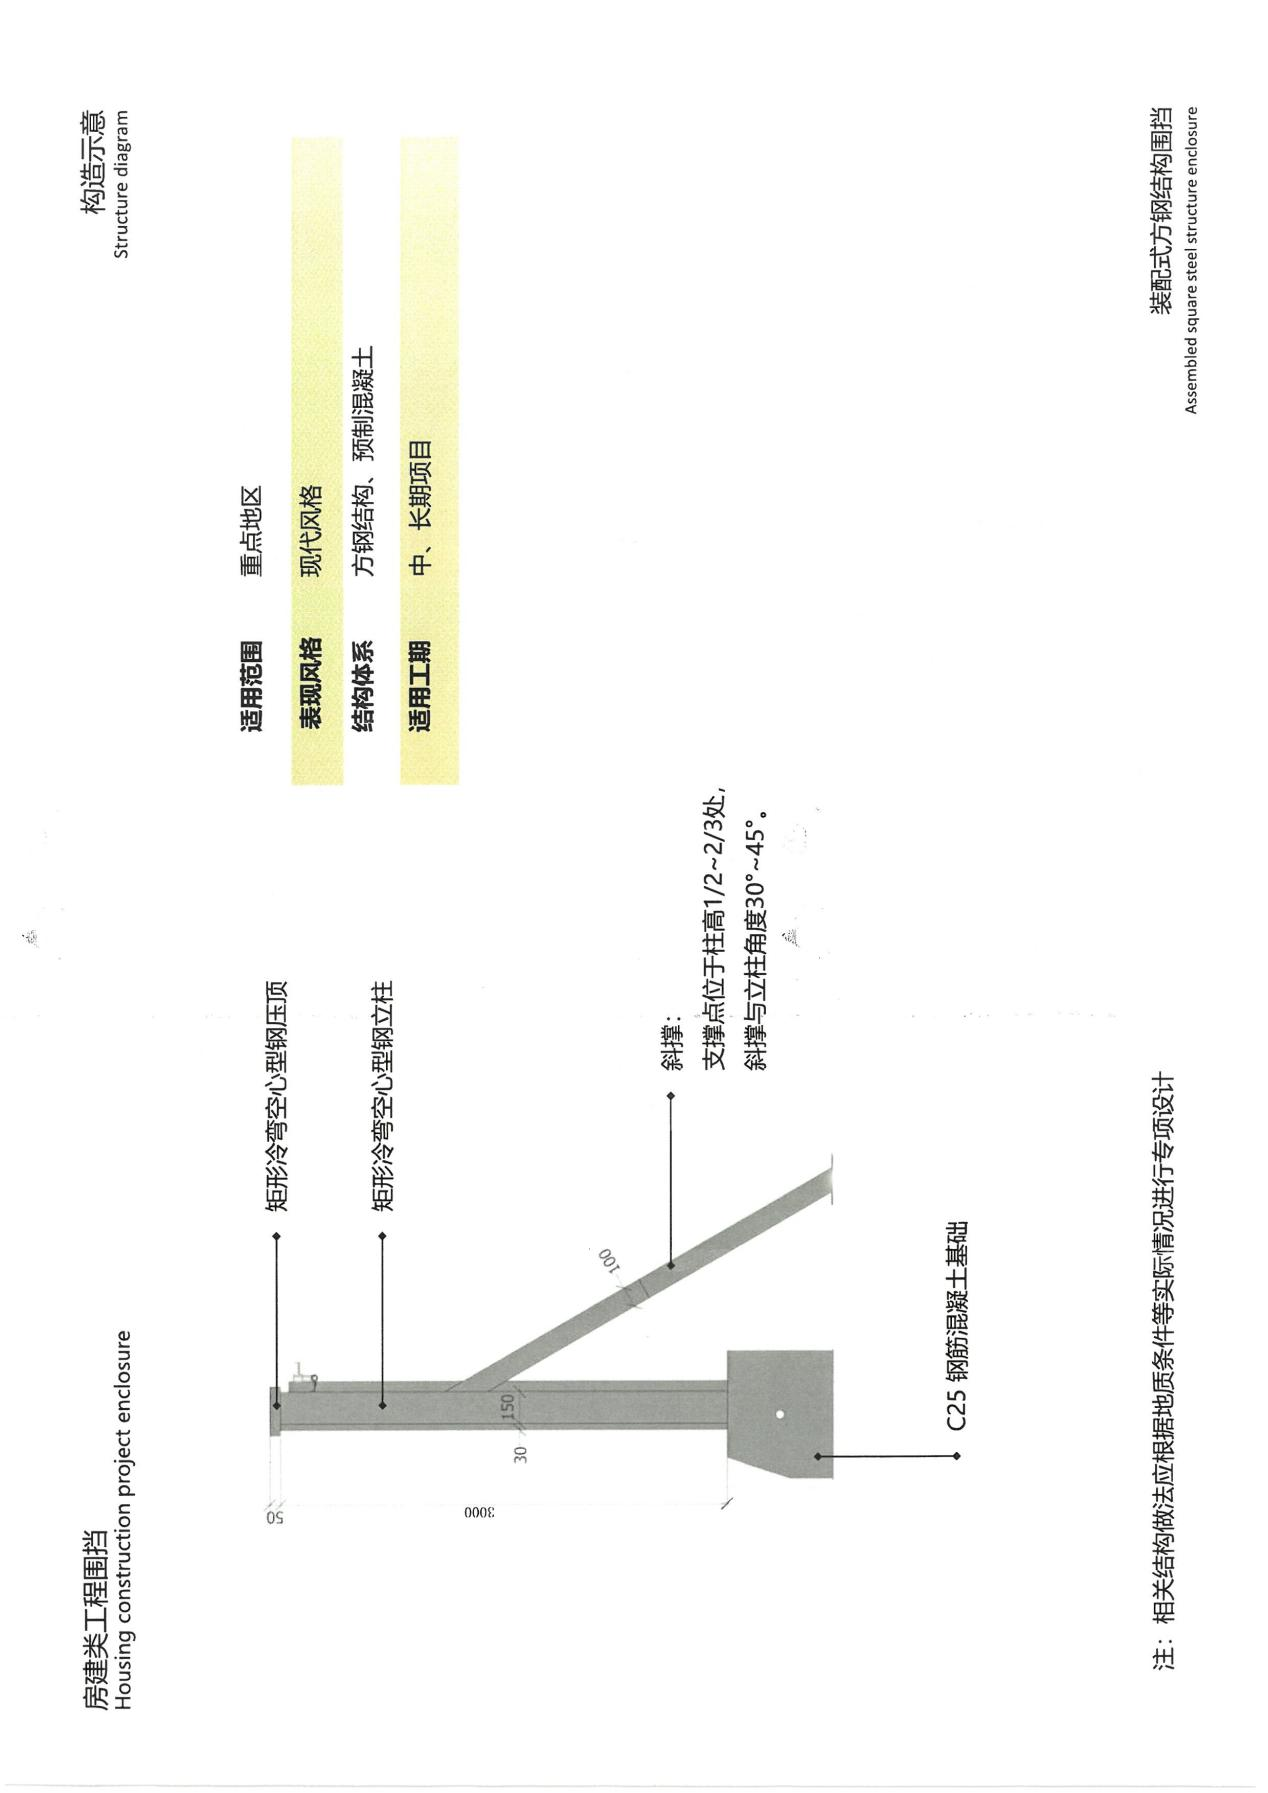 房建类工程围挡
Housing construction project enclosure
构造示意
Structure diagram
50
3000
30
150
100
矩形冷弯空心型钢压顶
矩形冷弯空心型钢立柱
斜撑：
支撑点位于柱高1/2~2/3处，
斜撑与立柱角度30°~45°。
C25 钢筋混凝土基础
适用范围 重点地区
表现风格 现代风格
结构体系 方钢结构、预制混凝土
适用工期 中、长期项目
注：相关结构做法应根据地质条件等实际情况进行专项设计
装配式方钢结构围挡
Assembled square steel structure enclosure